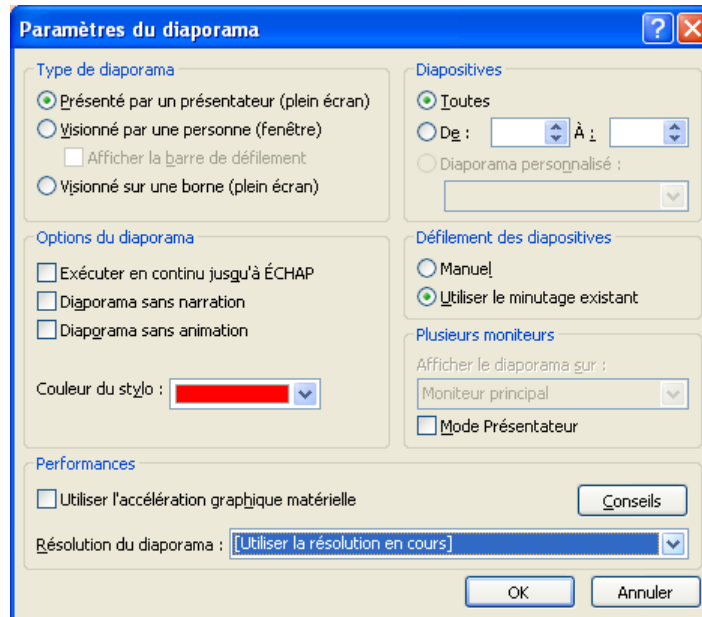 Paramètres du diaporama
Type de diaporama
Présenté par un présentateur (plein écran)
Visionné par une personne (fenêtre)
Afficher la barre de défilement
Visionné sur une borne (plein écran)
Diapositives
Toutes
De : À :
Diaporama personnalisé :
Options du diaporama
Exécuter en continu jusqu'à ÉCHAP
Diaporama sans narration
Diaporama sans animation
Couleur du stylo :
Défilement des diapositives
Manuel
Utiliser le minutage existant
Plusieurs moniteurs
Afficher le diaporama sur :
Moniteur principal
Mode Présentateur
Performances
Utiliser l'accélération graphique matérielle
Conseils
Résolution du diaporama : [Utiliser la résolution en cours]
OK Annuler